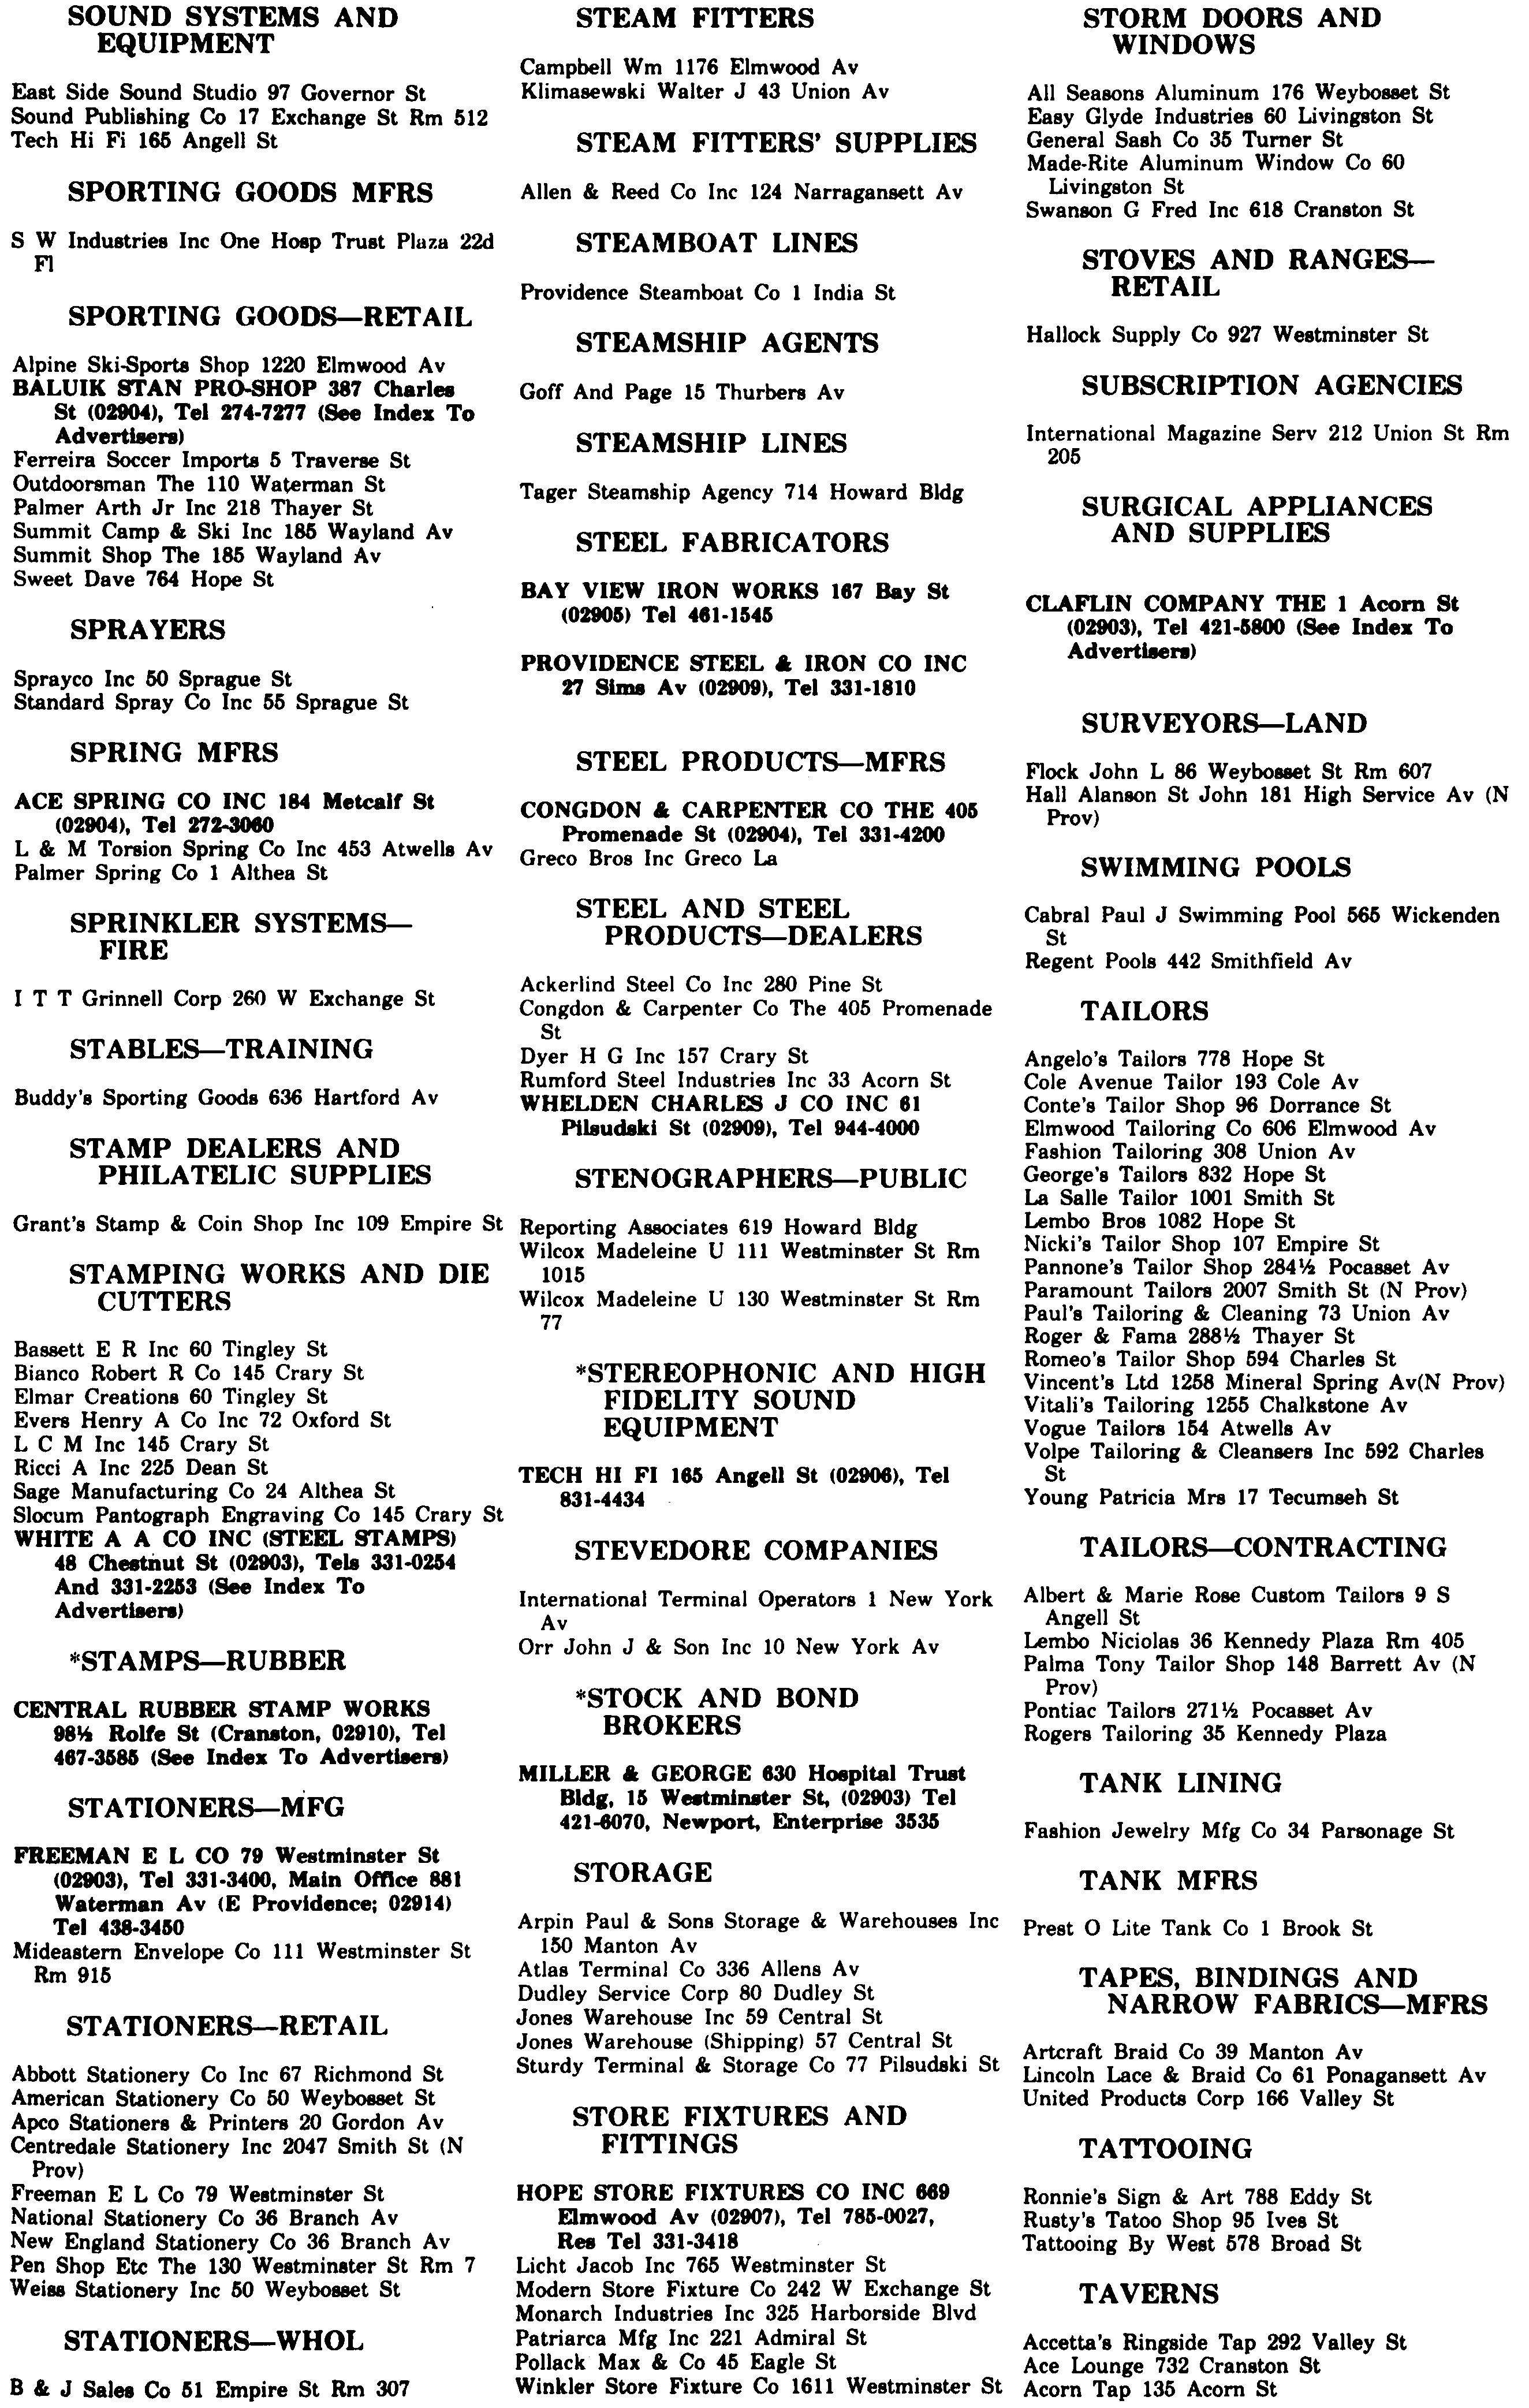 SOUND SYSTEMS AND
EQUIPMENT
East Side Sound Studio 97 Governor St
Sound Publishing Co 17 Exchange St Rm 512
Tech Hi Fi 165 Angell St
SPORTING GOODS MFRS
S W Industries Inc One Hosp Trust Plaza 22d
Fl
SPORTING GOODS—RETAIL
Alpine Ski-Sports Shop 1220 Elmwood Av
BALUIK STAN PRO-SHOP 387 Charles
St (02904), Tel 274-7277 (See Index To
Advertisers)
Ferreira Soccer Imports 5 Traverse St
Outdoorsman The 110 Waterman St
Palmer Arth Jr Inc 218 Thayer St
Summit Camp & Ski Inc 185 Wayland Av
Summit Shop The 185 Wayland Av
Sweet Dave 764 Hope St
SPRAYERS
Sprayco Inc 50 Sprague St
Standard Spray Co Inc 55 Sprague St
SPRING MFRS
ACE SPRING CO INC 184 Metcalf St
(02904), Tel 272-3060
L & M Torsion Spring Co Inc 453 Atwells Av
Palmer Spring Co 1 Althea St
SPRINKLER SYSTEMS—
FIRE
I T T Grinnell Corp 260 W Exchange St
STABLES—TRAINING
Buddy's Sporting Goods 636 Hartford Av
STAMP DEALERS AND
PHILATELIC SUPPLIES
Grant's Stamp & Coin Shop Inc 109 Empire St
STAMPING WORKS AND DIE
CUTTERS
Bassett E R Inc 60 Tingley St
Bianco Robert R Co 145 Crary St
Elmar Creations 60 Tingley St
Evers Henry A Co Inc 72 Oxford St
L C M Inc 145 Crary St
Ricci A Inc 225 Dean St
Sage Manufacturing Co 24 Althea St
Slocum Pantograph Engraving Co 145 Crary St
WHITE A A CO INC (STEEL STAMPS)
48 Chestnut St (02903), Tels 331-0254
And 331-2253 (See Index To
Advertisers)
*STAMPS—RUBBER
CENTRAL RUBBER STAMP WORKS
98½ Rolfe St (Cranston, 02910), Tel
467-3585 (See Index To Advertisers)
STATIONERS—MFG
FREEMAN E L CO 79 Westminster St
(02903), Tel 331-3400, Main Office 881
Waterman Av (E Providence; 02914)
Tel 438-3450
Mideastern Envelope Co 111 Westminster St
Rm 915
STATIONERS—RETAIL
Abbott Stationery Co Inc 67 Richmond St
American Stationery Co 50 Weybosset St
Apco Stationers & Printers 20 Gordon Av
Centredale Stationery Inc 2047 Smith St (N
Prov)
Freeman E L Co 79 Westminster St
National Stationery Co 36 Branch Av
New England Stationery Co 36 Branch Av
Pen Shop Etc The 130 Westminster St Rm 7
Weiss Stationery Inc 50 Weybosset St
STATIONERS—WHOL
B & J Sales Co 51 Empire St Rm 307
STEAM FITTERS
Campbell Wm 1176 Elmwood Av
Klimasewski Walter J 43 Union Av
STEAM FITTERS' SUPPLIES
Allen & Reed Co Inc 124 Narragansett Av
STEAMBOAT LINES
Providence Steamboat Co 1 India St
STEAMSHIP AGENTS
Goff And Page 15 Thurbers Av
STEAMSHIP LINES
Tager Steamship Agency 714 Howard Bldg
STEEL FABRICATORS
BAY VIEW IRON WORKS 167 Bay St
(02905) Tel 461-1545
PROVIDENCE STEEL & IRON CO INC
27 Sims Av (02909), Tel 331-1810
STEEL PRODUCTS—MFRS
CONGDON & CARPENTER CO THE 405
Promenade St (02904), Tel 331-4200
Greco Bros Inc Greco La
STEEL AND STEEL
PRODUCTS—DEALERS
Ackerlind Steel Co Inc 280 Pine St
Congdon & Carpenter Co The 405 Promenade
St
Dyer H G Inc 157 Crary St
Rumford Steel Industries Inc 33 Acorn St
WHELDEN CHARLES J CO INC 61
Pilsudski St (02909), Tel 944-4000
STENOGRAPHERS—PUBLIC
Reporting Associates 619 Howard Bldg
Wilcox Madeleine U 111 Westminster St Rm
1015
Wilcox Madeleine U 130 Westminster St Rm
77
*STEREOPHONIC AND HIGH
FIDELITY SOUND
EQUIPMENT
TECH HI FI 165 Angell St (02906), Tel
831-4434
STEVEDORE COMPANIES
International Terminal Operators 1 New York
Av
Orr John J & Son Inc 10 New York Av
*STOCK AND BOND
BROKERS
MILLER & GEORGE 630 Hospital Trust
Bldg, 15 Westminster St, (02903) Tel
421-6070, Newport, Enterprise 3535
STORAGE
Arpin Paul & Sons Storage & Warehouses Inc
150 Manton Av
Atlas Terminal Co 336 Allens Av
Dudley Service Corp 80 Dudley St
Jones Warehouse Inc 59 Central St
Jones Warehouse (Shipping) 57 Central St
Sturdy Terminal & Storage Co 77 Pilsudski St
STORE FIXTURES AND
FITTINGS
HOPE STORE FIXTURES CO INC 669
Elmwood Av (02907), Tel 785-0027,
Res Tel 331-3418
Licht Jacob Inc 765 Westminster St
Modern Store Fixture Co 242 W Exchange St
Monarch Industries Inc 325 Harborside Blvd
Patriarca Mfg Inc 221 Admiral St
Pollack Max & Co 45 Eagle St
Winkler Store Fixture Co 1611 Westminster St
STORM DOORS AND
WINDOWS
All Seasons Aluminum 176 Weybosset St
Easy Glyde Industries 60 Livingston St
General Sash Co 35 Turner St
Made-Rite Aluminum Window Co 60
Livingston St
Swanson G Fred Inc 618 Cranston St
STOVES AND RANGES—
RETAIL
Hallock Supply Co 927 Westminster St
SUBSCRIPTION AGENCIES
International Magazine Serv 212 Union St Rm
205
SURGICAL APPLIANCES
AND SUPPLIES
CLAFLIN COMPANY THE 1 Acorn St
(02903), Tel 421-5800 (See Index To
Advertisers)
SURVEYORS—LAND
Flock John L 86 Weybosset St Rm 607
Hall Alanson St John 181 High Service Av (N
Prov)
SWIMMING POOLS
Cabral Paul J Swimming Pool 565 Wickenden
St
Regent Pools 442 Smithfield Av
TAILORS
Angelo's Tailors 778 Hope St
Cole Avenue Tailor 193 Cole Av
Conte's Tailor Shop 96 Dorrance St
Elmwood Tailoring Co 606 Elmwood Av
Fashion Tailoring 308 Union Av
George's Tailors 832 Hope St
La Salle Tailor 1001 Smith St
Lembo Bros 1082 Hope St
Nicki's Tailor Shop 107 Empire St
Pannone's Tailor Shop 284½ Pocasset Av
Paramount Tailors 2007 Smith St (N Prov)
Paul's Tailoring & Cleaning 73 Union Av
Roger & Fama 288½ Thayer St
Romeo's Tailor Shop 594 Charles St
Vincent's Ltd 1258 Mineral Spring Av(N Prov)
Vitali's Tailoring 1255 Chalkstone Av
Vogue Tailors 154 Atwells Av
Volpe Tailoring & Cleansers Inc 592 Charles
St
Young Patricia Mrs 17 Tecumseh St
TAILORS—CONTRACTING
Albert & Marie Rose Custom Tailors 9 S
Angell St
Lembo Niciolas 36 Kennedy Plaza Rm 405
Palma Tony Tailor Shop 148 Barrett Av (N
Prov)
Pontiac Tailors 271½ Pocasset Av
Rogers Tailoring 35 Kennedy Plaza
TANK LINING
Fashion Jewelry Mfg Co 34 Parsonage St
TANK MFRS
Prest O Lite Tank Co 1 Brook St
TAPES, BINDINGS AND
NARROW FABRICS—MFRS
Artcraft Braid Co 39 Manton Av
Lincoln Lace & Braid Co 61 Ponagansett Av
United Products Corp 166 Valley St
TATTOOING
Ronnie's Sign & Art 788 Eddy St
Rusty's Tatoo Shop 95 Ives St
Tattooing By West 578 Broad St
TAVERNS
Accetta's Ringside Tap 292 Valley St
Ace Lounge 732 Cranston St
Acorn Tap 135 Acorn St